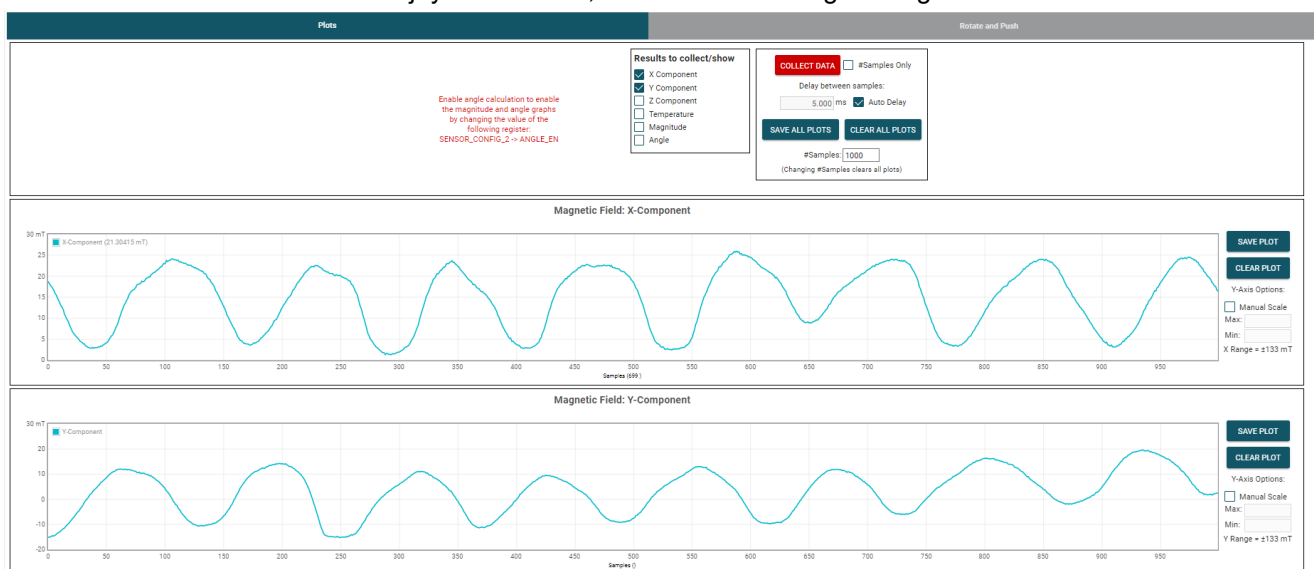 Plots
Rotate and Push
Enable angle calculation to enable
the magnitude and angle graphs
by changing the value of the
following register:
SENSOR_CONFIG_2 -> ANGLE_EN
Results to collect/show
X Component
Y Component
Z Component
Temperature
Magnitude
Angle
COLLECT DATA #Samples Only
Delay between samples:
5.000 ms Auto Delay
SAVE ALL PLOTS CLEAR ALL PLOTS
#Samples: 1000
(Changing #Samples clears all plots)
Magnetic Field: X-Component
30 mT
25
20
15
10
5
0
X-Component (21.30415 mT)
0 50 100 150 200 250 300 350 400 450 500 550 600 650 700 750 800 850 900 950
Samples (699 )
SAVE PLOT
CLEAR PLOT
Y-Axis Options:
Manual Scale
Max:
Min:
X Range = ±133 mT
Magnetic Field: Y-Component
30 mT
20
10
0
-10
-20
Y-Component
0 50 100 150 200 250 300 350 400 450 500 550 600 650 700 750 800 850 900 950
Samples ()
SAVE PLOT
CLEAR PLOT
Y-Axis Options:
Manual Scale
Max:
Min:
Y Range = ±133 mT